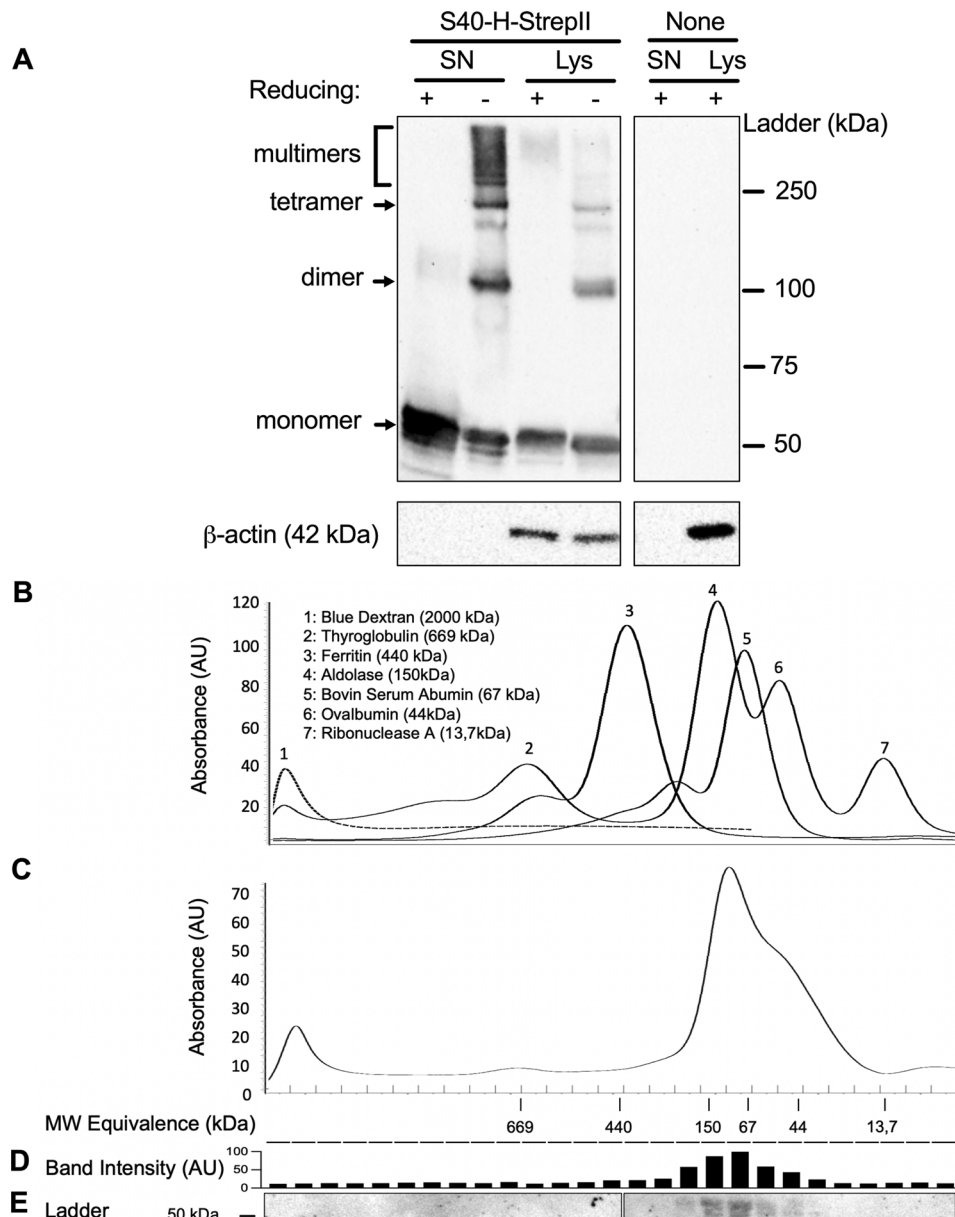 A
S40-H-StrepII None
SN Lys SN Lys
Reducing: + - + - + +
Ladder (kDa)
multimers
250
tetramer
dimer
100
75
monomer
50
β-actin (42 kDa)
B
Absorbance (AU)
120
100
80
60
40
20
1: Blue Dextran (2000 kDa)
2: Thyroglobulin (669 kDa)
3: Ferritin (440 kDa)
4: Aldolase (150kDa)
5: Bovin Serum Abumin (67 kDa)
6: Ovalbumin (44kDa)
7: Ribonuclease A (13,7kDa)
1
2
3
4
5
6
7
C
Absorbance (AU)
70
60
50
40
30
20
10
0
MW Equivalence (kDa) 669 440 150 67 44 13,7
D Band Intensity (AU)
100
50
0
E Ladder 50 kDa